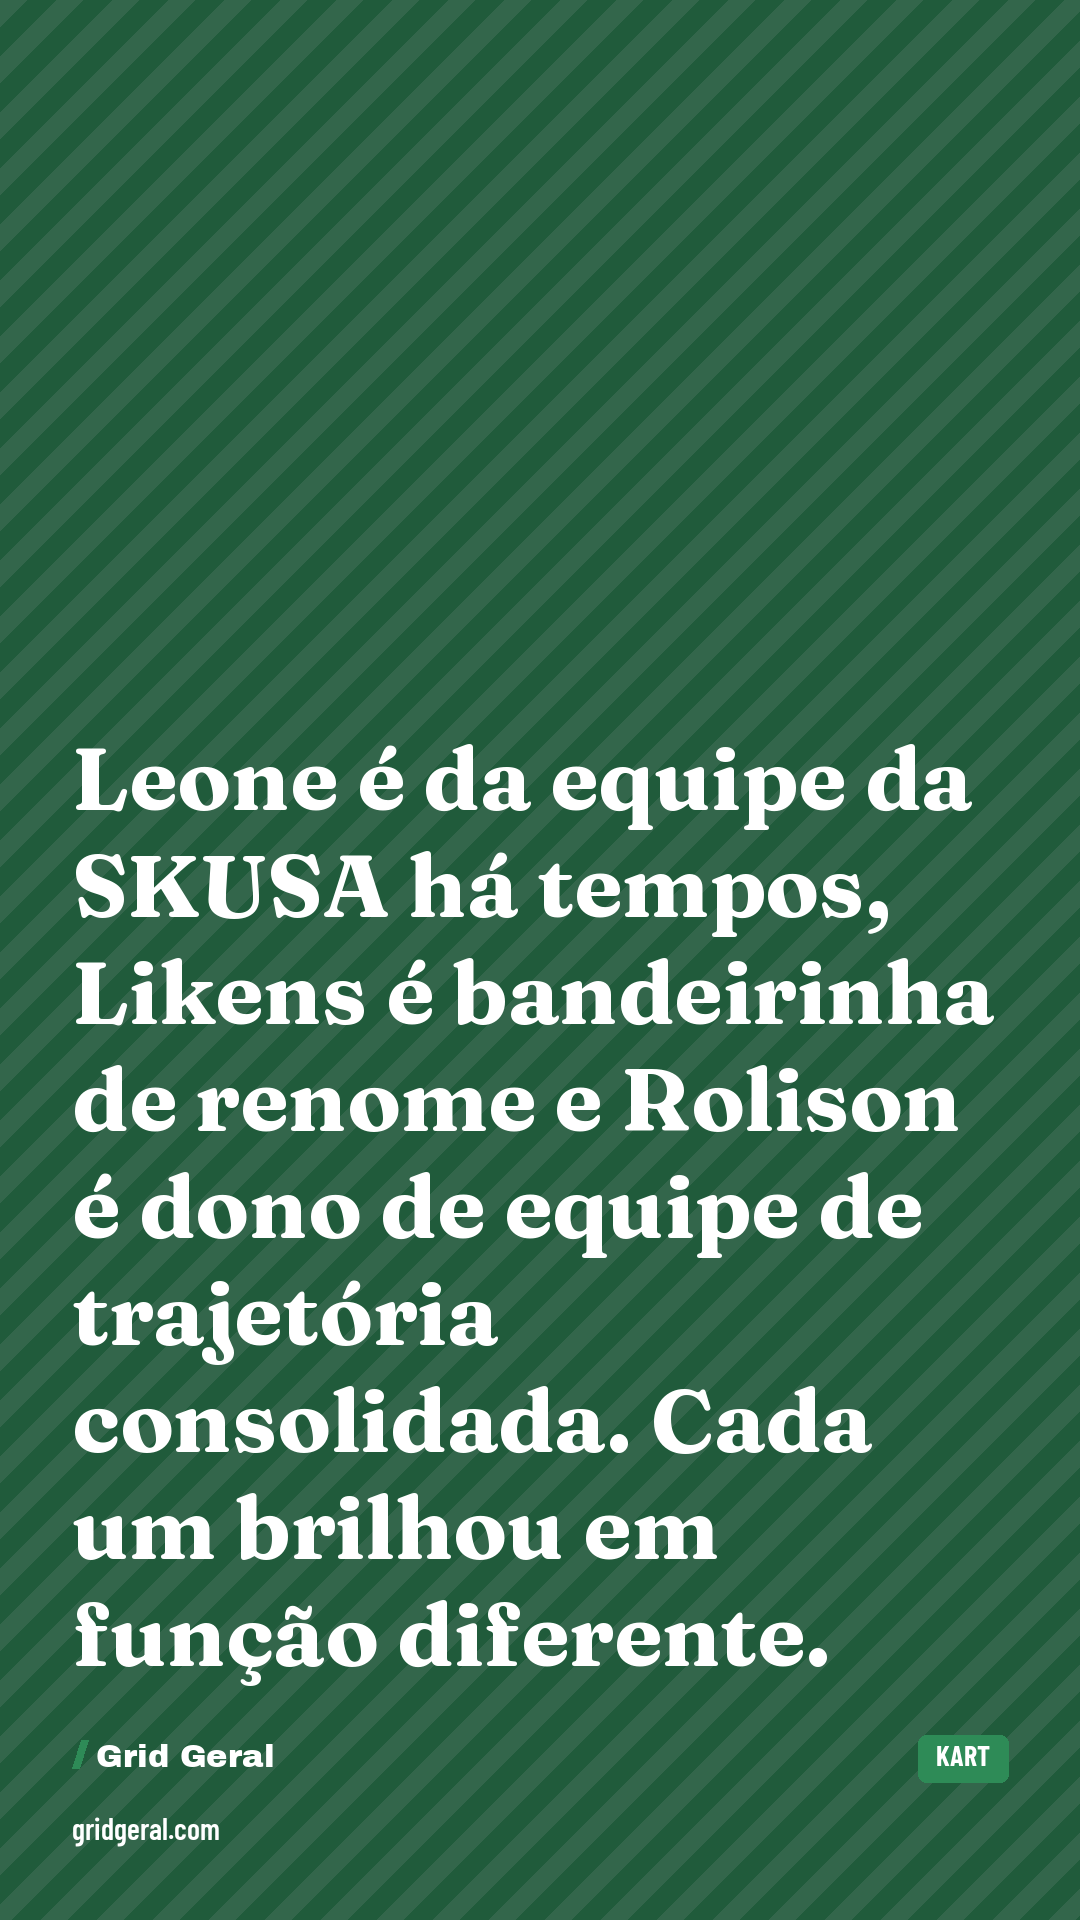 Leone é da equipe da
SKUSA há tempos,
Likens é bandeirinha
de renome e Rolison
é dono de equipe de
trajetória
consolidada. Cada
um brilhou em
função diferente.
/ Grid Geral
KART
gridgeral.com